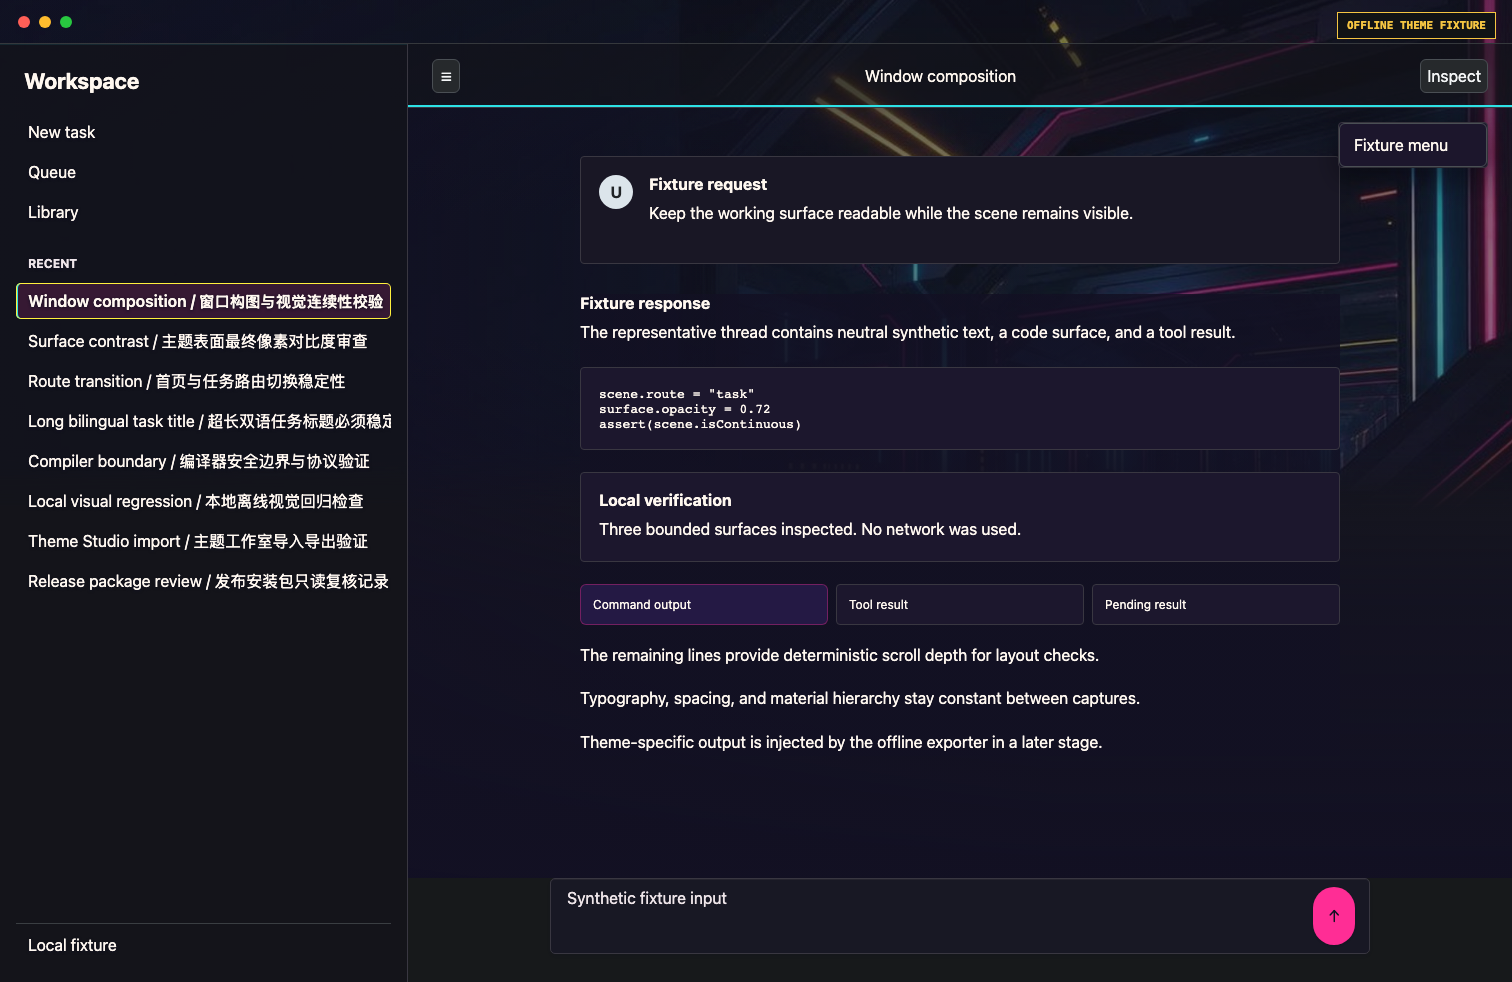 OFFLINE THEME FIXTURE
Workspace
New task
Queue
Library
RECENT
Window composition / 窗口构图与视觉连续性校验
Surface contrast / 主题表面最终像素对比度审查
Route transition / 首页与任务路由切换稳定性
Long bilingual task title / 超长双语任务标题必须稳定
Compiler boundary / 编译器安全边界与协议验证
Local visual regression / 本地离线视觉回归检查
Theme Studio import / 主题工作室导入导出验证
Release package review / 发布安装包只读复核记录
Local fixture
Window composition
Inspect
Fixture menu
U
Fixture request
Keep the working surface readable while the scene remains visible.
Fixture response
The representative thread contains neutral synthetic text, a code surface, and a tool result.
scene.route = "task"
surface.opacity = 0.72
assert(scene.isContinuous)
Local verification
Three bounded surfaces inspected. No network was used.
Command output
Tool result
Pending result
The remaining lines provide deterministic scroll depth for layout checks.
Typography, spacing, and material hierarchy stay constant between captures.
Theme-specific output is injected by the offline exporter in a later stage.
Synthetic fixture input